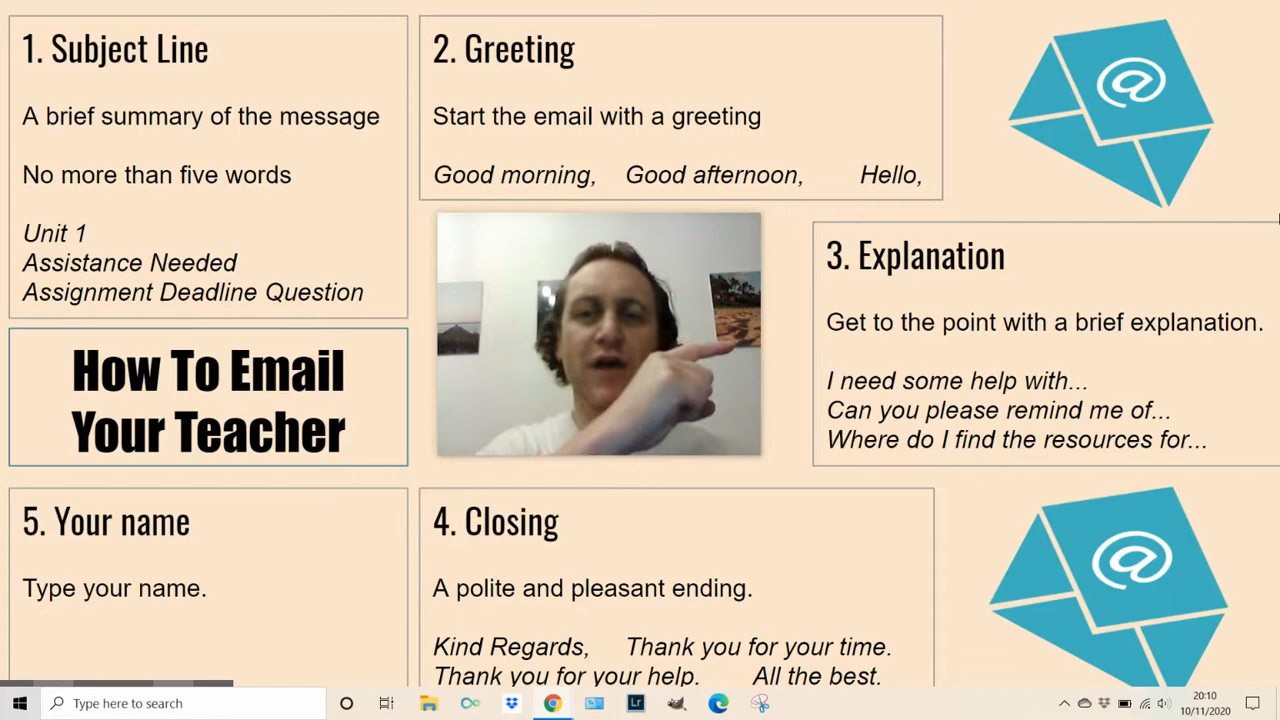 1. Subject Line
A brief summary of the message
No more than five words
Unit 1
Assistance Needed
Assignment Deadline Question
2. Greeting
Start the email with a greeting
Good morning, Good afternoon, Hello,
@
3. Explanation
Get to the point with a brief explanation.
I need some help with...
Can you please remind me of...
Where do I find the resources for...
How To Email
Your Teacher
5. Your name
Type your name.
4. Closing
A polite and pleasant ending.
Kind Regards, Thank you for your time.
Thank you for your help. All the best.
@
Type here to search
Lr
20:10
10/11/2020